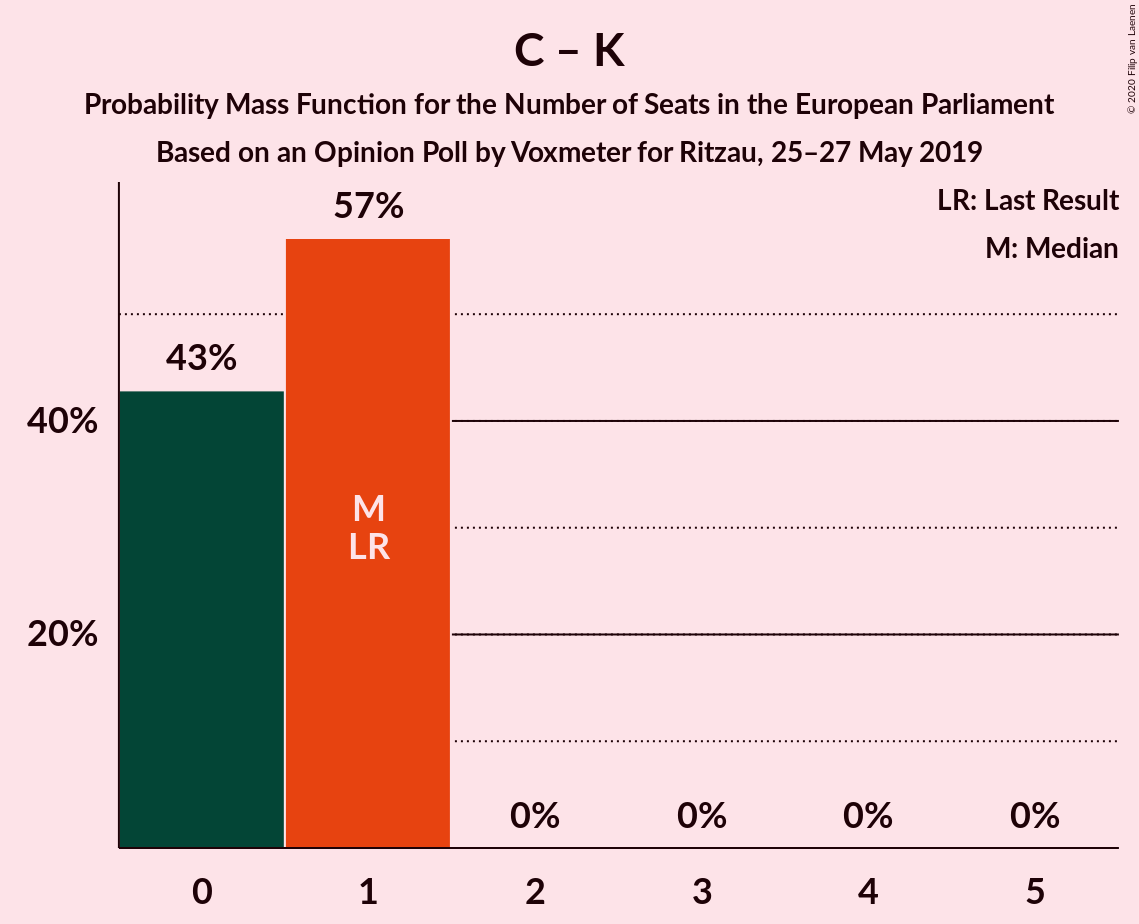 C – K
Probability Mass Function for the Number of Seats in the European Parliament
Based on an Opinion Poll by Voxmeter for Ritzau, 25–27 May 2019
© 2020 Filip van Laenen
LR: Last Result
M: Median
57%
43%
40%
20%
M
LR
0%
0%
0%
0%
0
1
2
3
4
5